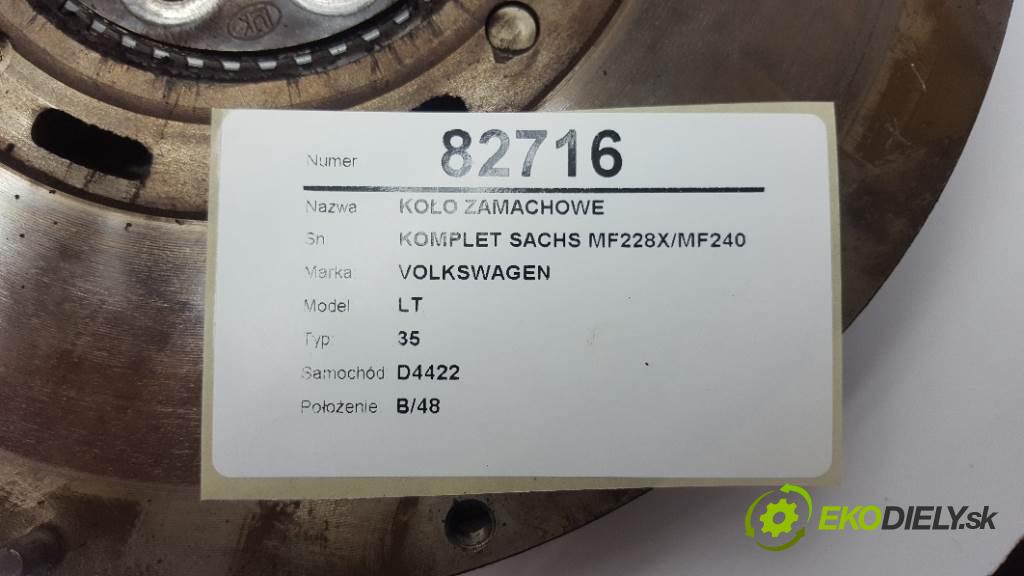 LUK
Numer 82716
Nazwa KOŁO ZAMACHOWE
Sn KOMPLET SACHS MF228X/MF240
Marka VOLKSWAGEN
Model LT
Typ 35
Samochód D4422
Położenie B/48
EKODIELY.sk